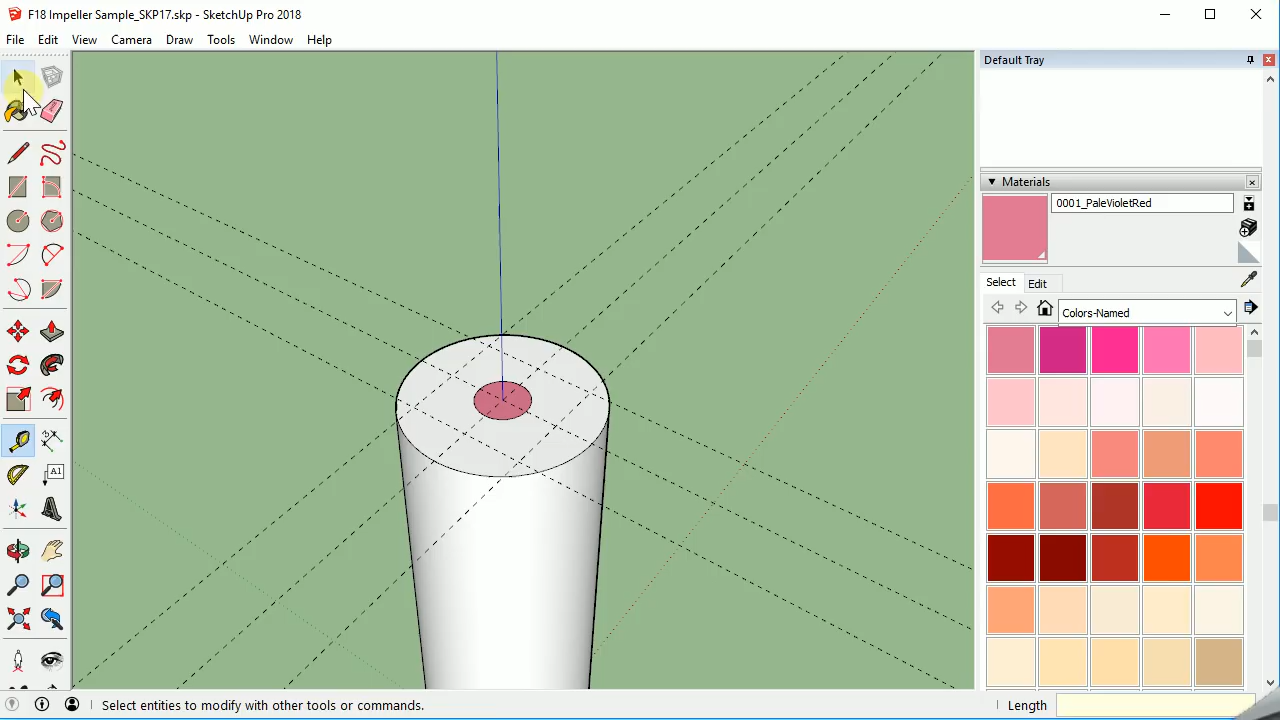 F18 Impeller Sample_SKP17.skp - SketchUp Pro 2018
File Edit View Camera Draw Tools Window Help
Default Tray
Materials
0001_PaleVioletRed
Select Edit
Colors-Named
A1
Select entities to modify with other tools or commands.
Length